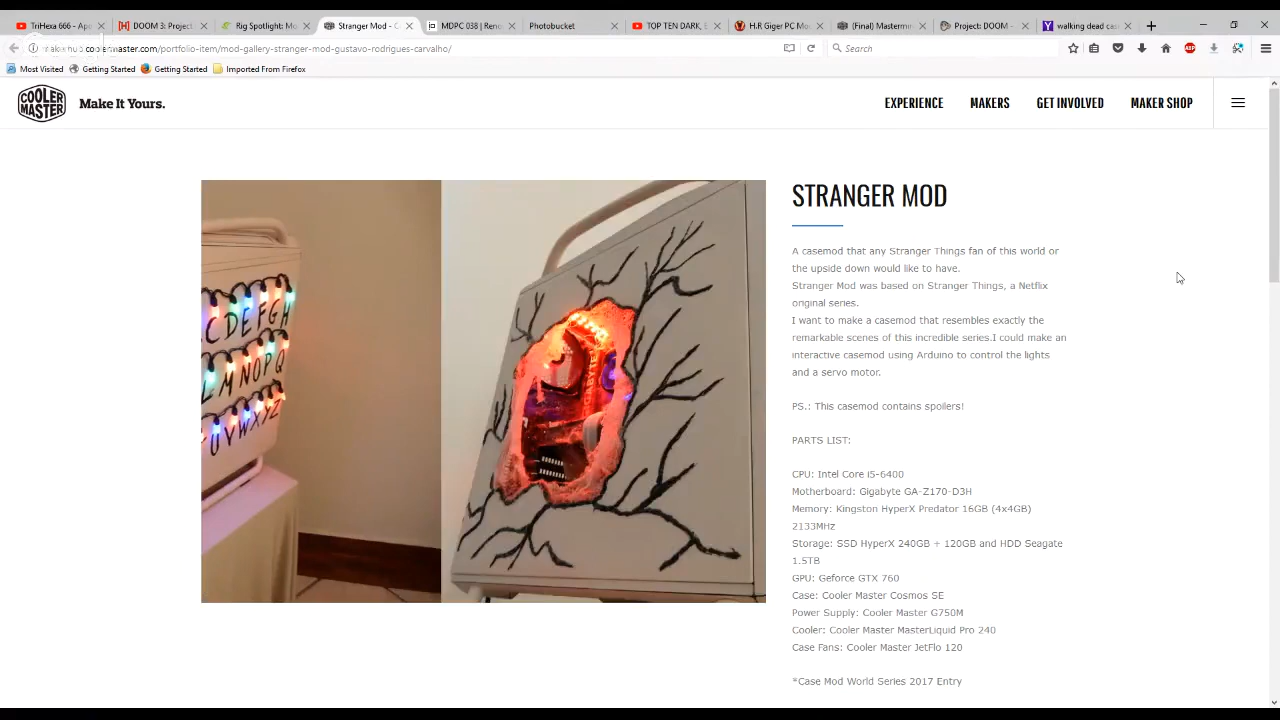 TriHexa 686 - App
DOOM 3: Project
Rig Spotlight: Mo
Stranger Mod - C
MDPC 038 | Reno
Photobucket
TOP TEN DARK, E
H.R Giger PC Mod
(Final) Mastermin
Project: DOOM -
walking dead case
coolermaster.com/portfolio-item/mod-gallery-stranger-mod-gustavo-rodrigues-carvalho/
Search
ABP
Most Visited
Getting Started
Getting Started
Imported From Firefox
COOLER MASTER
Make It Yours.
EXPERIENCE
MAKERS
GET INVOLVED
MAKER SHOP
CDEFGH
L M N O P Q
U V W X Y Z
STRANGER MOD
A casemod that any Stranger Things fan of this world or
the upside down would like to have.
Stranger Mod was based on Stranger Things, a Netflix
original series.
I want to make a casemod that resembles exactly the
remarkable scenes of this incredible series.I could make an
interactive casemod using Arduino to control the lights
and a servo motor.
PS.: This casemod contains spoilers!
PARTS LIST:
CPU: Intel Core i5-6400
Motherboard: Gigabyte GA-Z170-D3H
Memory: Kingston HyperX Predator 16GB (4x4GB)
2133MHz
Storage: SSD HyperX 240GB + 120GB and HDD Seagate
1.5TB
GPU: Geforce GTX 760
Case: Cooler Master Cosmos SE
Power Supply: Cooler Master G750M
Cooler: Cooler Master MasterLiquid Pro 240
Case Fans: Cooler Master JetFlo 120
*Case Mod World Series 2017 Entry